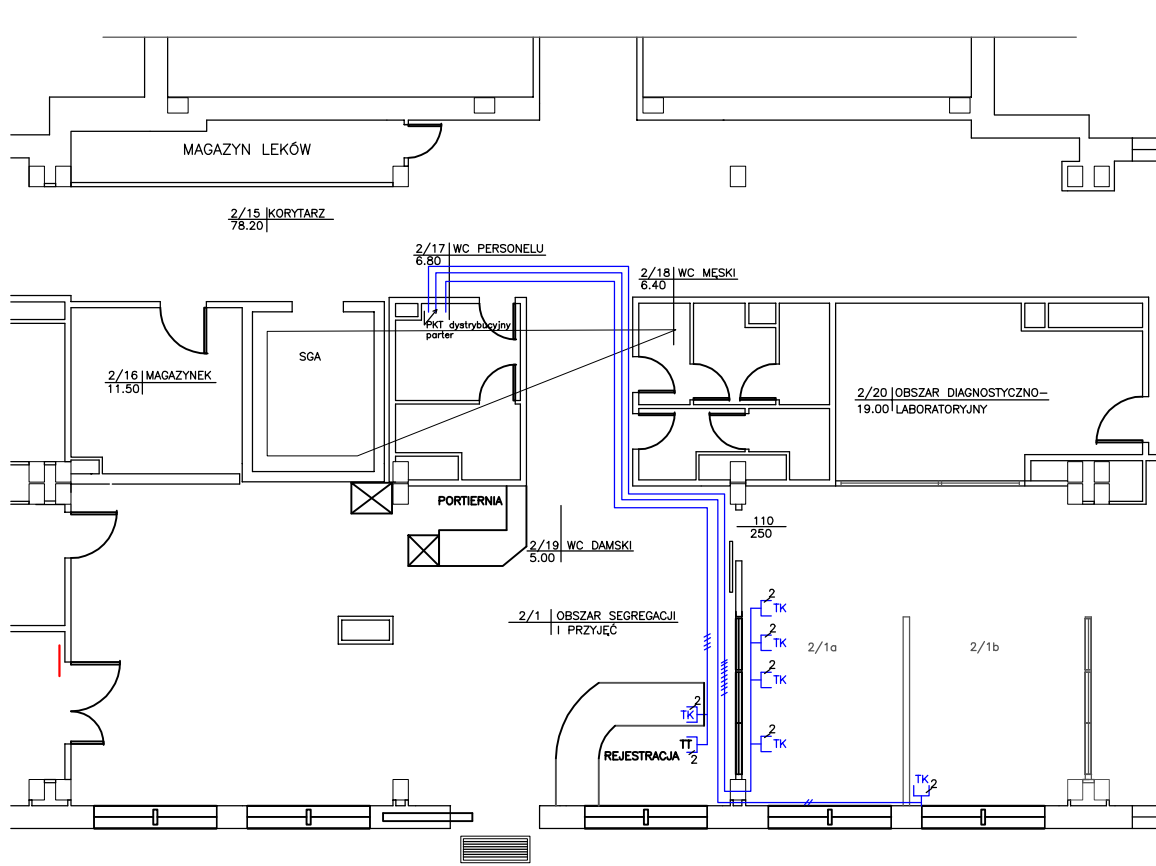 MAGAZYN LEKÓW
2/15 KORYTARZ
78.20
2/17 WC PERSONELU
6.80
2/18 WC MĘSKI
6.40
PKT dystrybucyjny
parter
SGA
2/16 MAGAZYNEK
11.50
2/20 OBSZAR DIAGNOSTYCZNO-
19.00 LABORATORYJNY
PORTIERNIA
110
250
2/19 WC DAMSKI
5.00
2/1 OBSZAR SEGREGACJI
I PRZYJĘĆ
2
TK
2
TK
2/1a
2/1b
2
TK
2
TK
2
TK
TT
2
REJESTRACJA
TK
2